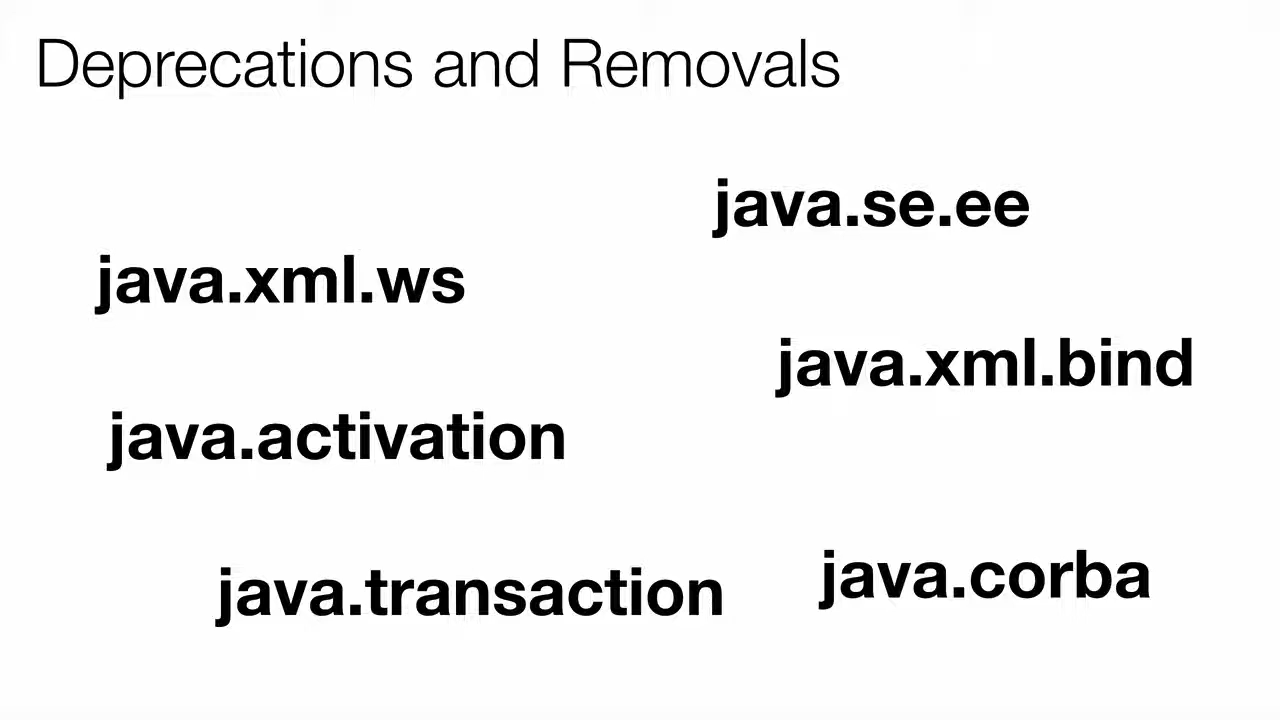 Deprecations and Removals
java.se.ee
java.xml.ws
java.xml.bind
java.activation
java.transaction
java.corba